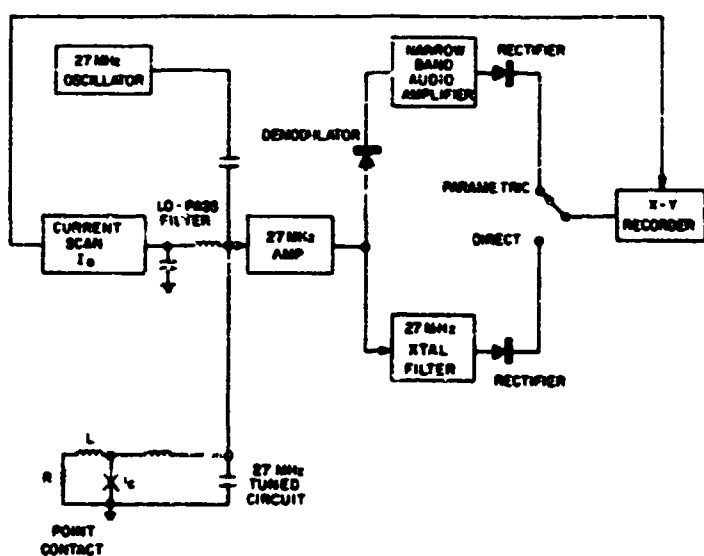 27 MHz
OSCILLATOR
NARROW
BAND
AUDIO
AMPLIFIER
RECTIFIER
DEMODULATOR
LO-PASS
FILTER
CURRENT
SCAN
I₀
27 MHz
AMP
PARAMETRIC
DIRECT
X-Y
RECORDER
27 MHz
XTAL
FILTER
RECTIFIER
L
R
27 MHz
TUNED
CIRCUIT
POINT
CONTACT